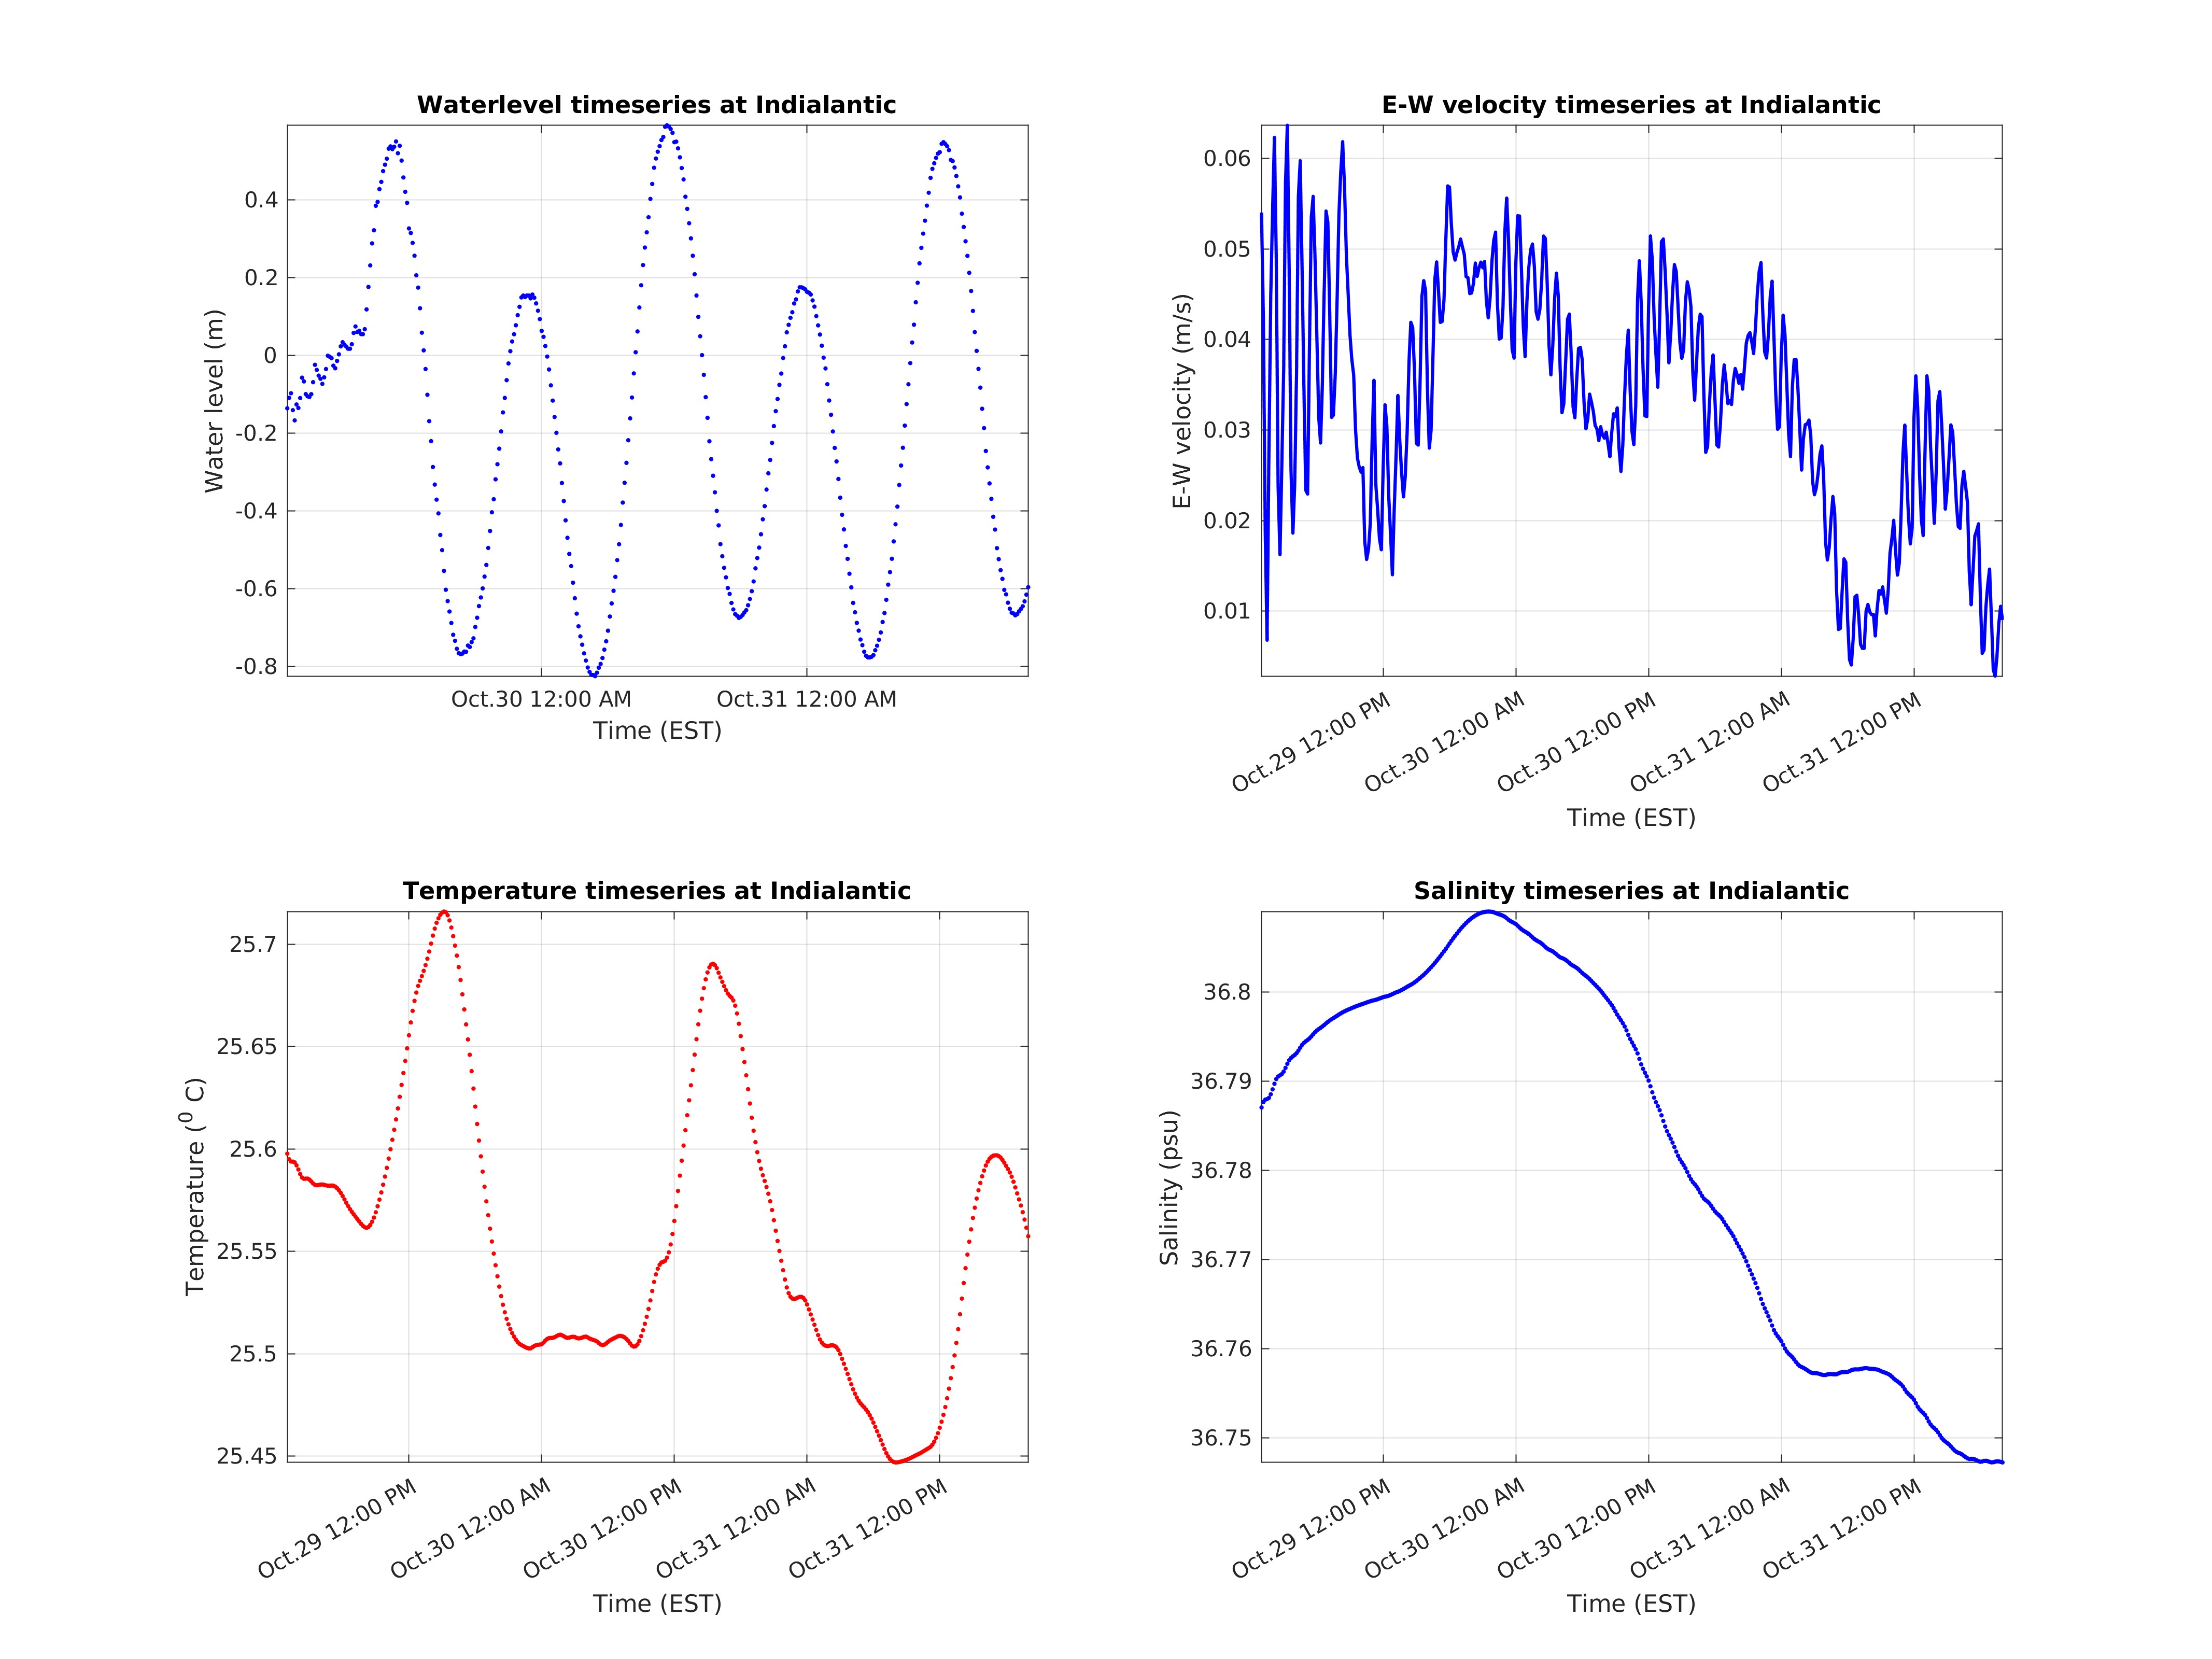 Waterlevel timeseries at Indialantic
0.4
0.2
0
-0.2
-0.4
-0.6
-0.8
Water level (m)
Oct.30 12:00 AM
Oct.31 12:00 AM
Time (EST)
E-W velocity timeseries at Indialantic
0.06
0.05
0.04
0.03
0.02
0.01
E-W velocity (m/s)
Oct.29 12:00 PM
Oct.30 12:00 AM
Oct.30 12:00 PM
Oct.31 12:00 AM
Oct.31 12:00 PM
Time (EST)
Temperature timeseries at Indialantic
25.7
25.65
25.6
25.55
25.5
25.45
Temperature (⁰ C)
Oct.29 12:00 PM
Oct.30 12:00 AM
Oct.30 12:00 PM
Oct.31 12:00 AM
Oct.31 12:00 PM
Time (EST)
Salinity timeseries at Indialantic
36.8
36.79
36.78
36.77
36.76
36.75
Salinity (psu)
Oct.29 12:00 PM
Oct.30 12:00 AM
Oct.30 12:00 PM
Oct.31 12:00 AM
Oct.31 12:00 PM
Time (EST)